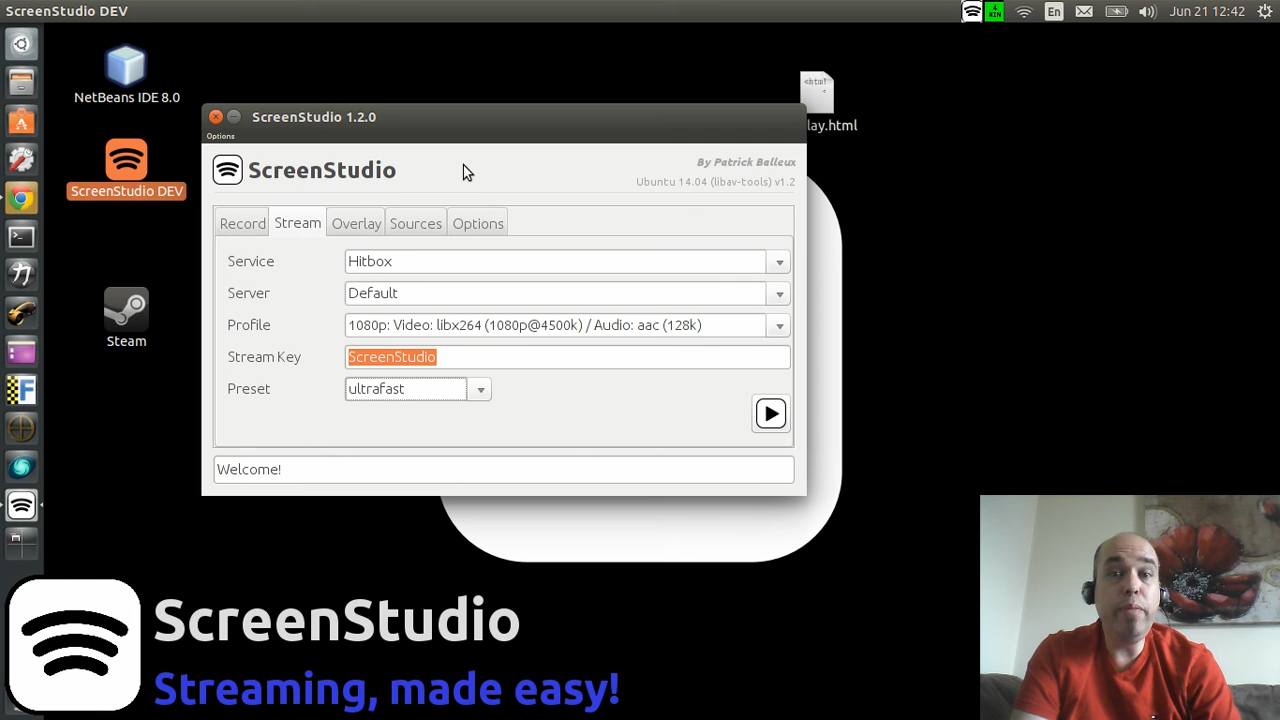 ScreenStudio DEV
4
MIN
En
Jun 21 12:42
NetBeans IDE 8.0
<html
<
lay.html
ScreenStudio DEV
Steam
ScreenStudio 1.2.0
Options
ScreenStudio
By Patrick Balleux
Ubuntu 14.04 (libav-tools) v1.2
Record Stream Overlay Sources Options
Service Hitbox
Server Default
Profile 1080p: Video: libx264 (1080p@4500k) / Audio: aac (128k)
Stream Key ScreenStudio
Preset ultrafast
Welcome!
ScreenStudio
Streaming, made easy!